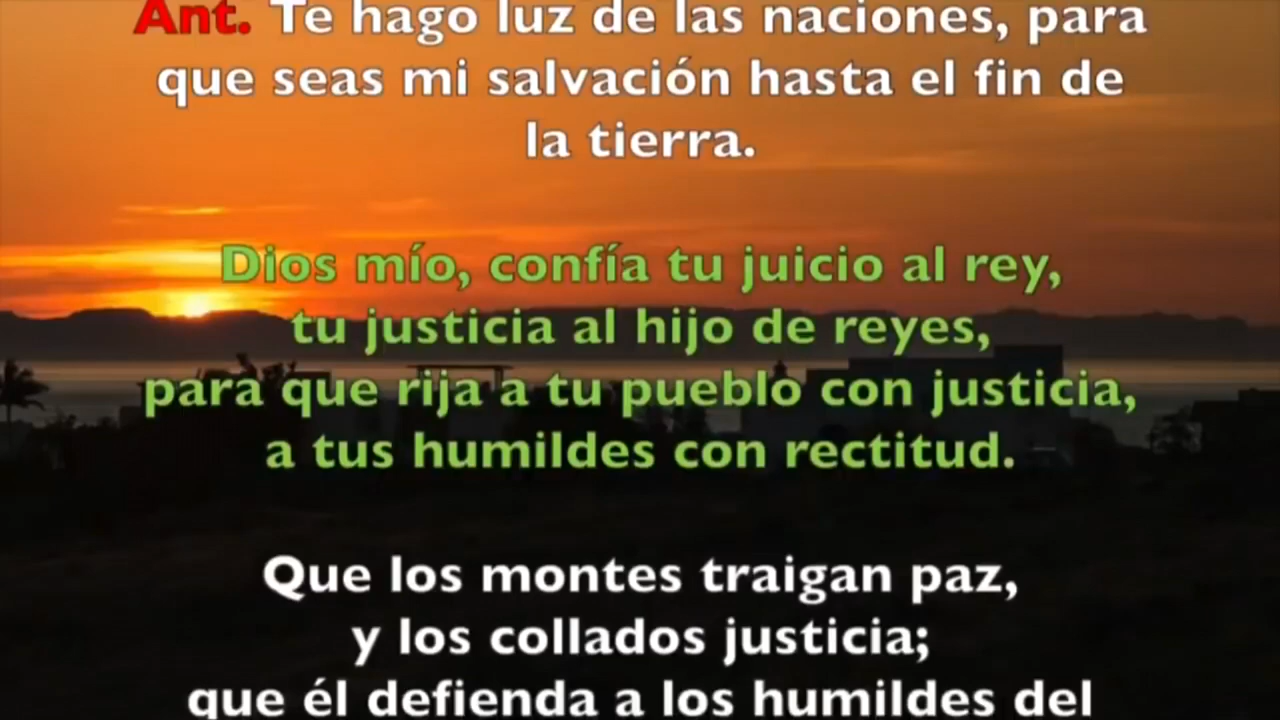 Ant. Te hago luz de las naciones, para
que seas mi salvación hasta el fin de
la tierra.
Dios mío, confía tu juicio al rey,
tu justicia al hijo de reyes,
para que rija a tu pueblo con justicia,
a tus humildes con rectitud.
Que los montes traigan paz,
y los collados justicia;
que él defienda a los humildes del